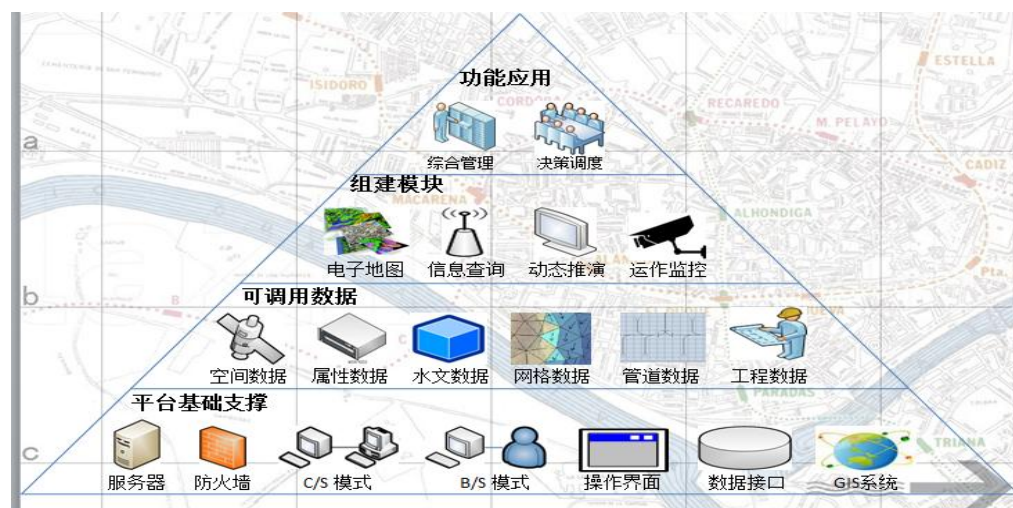 功能应用
ISIDORO
ESTELLA
CORDOBA
RECAREDO
M. PELAYO
a
综合管理
决策调度
CADIZ
组建模块
MACARENA
ALHONDIGA
电子地图
信息查询
动态推演
运作监控
Pta.
b
可调用数据
B
C
空间数据
属性数据
水文数据
网格数据
管道数据
工程数据
PARADAS
平台基础支撑
TRIANA
c
服务器
防火墙
C/S 模式
B/S 模式
操作界面
数据接口
GIS系统